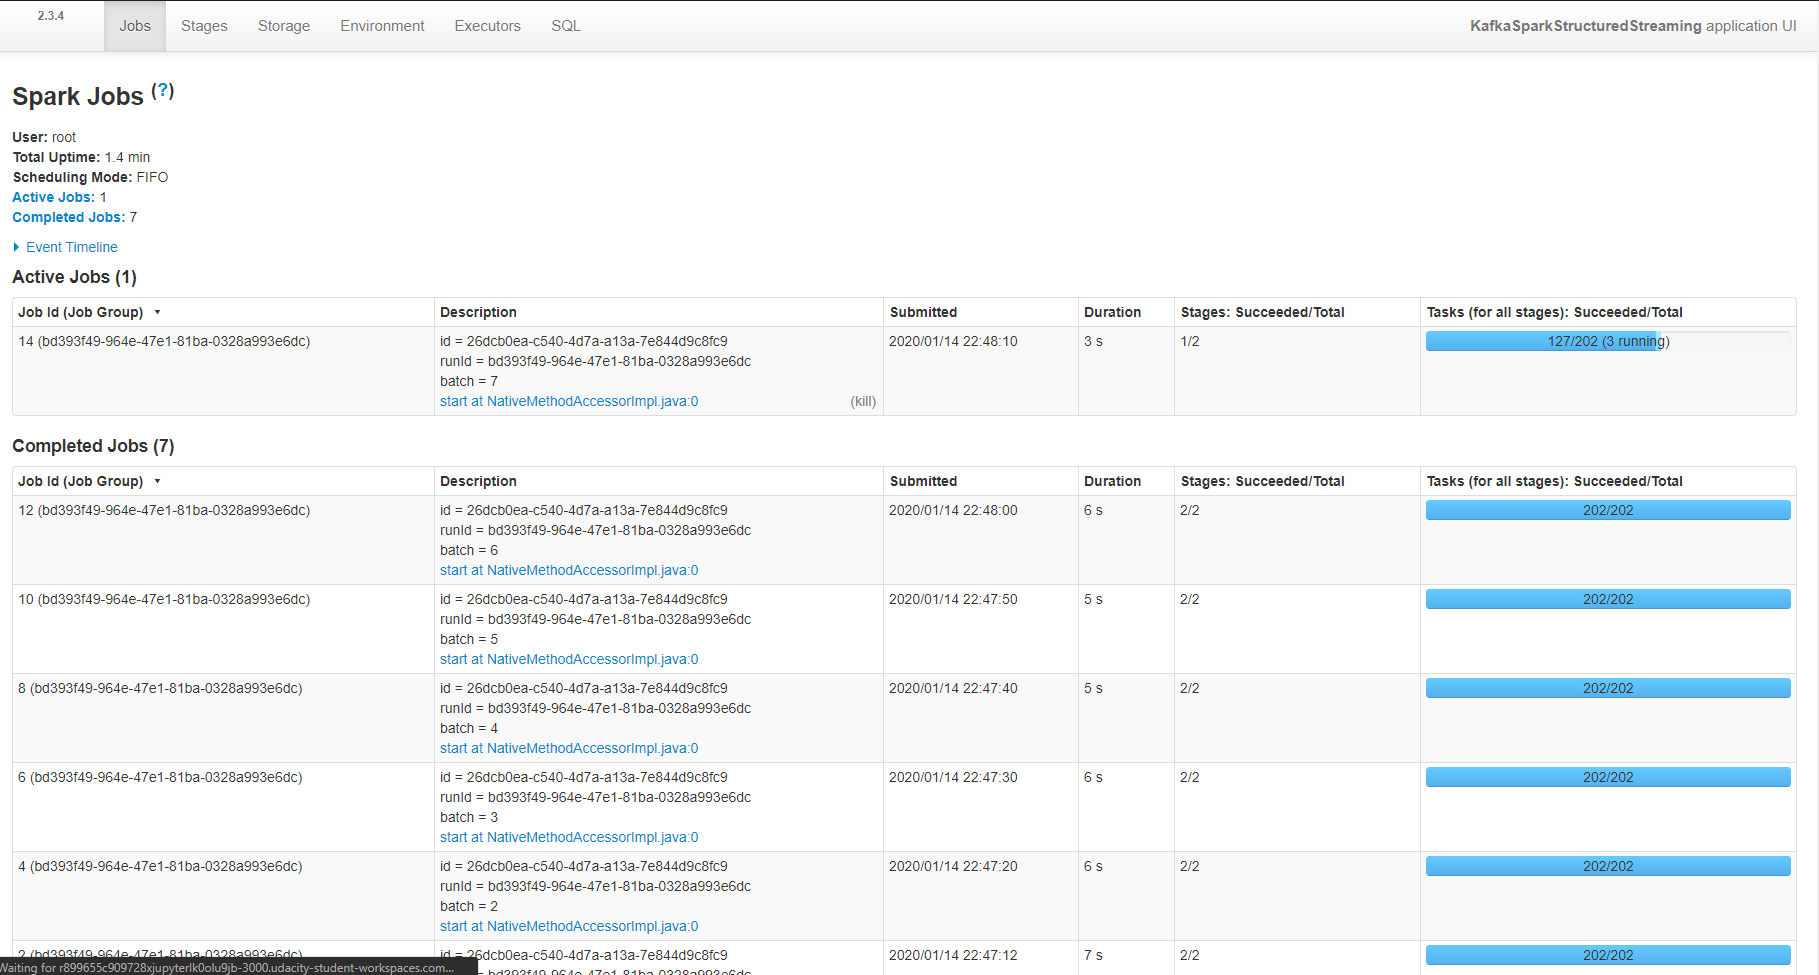 2.3.4 Jobs Stages Storage Environment Executors SQL KafkaSparkStructuredStreaming application UI
Spark Jobs (?)
User: root
Total Uptime: 1.4 min
Scheduling Mode: FIFO
Active Jobs: 1
Completed Jobs: 7
Event Timeline
Active Jobs (1)
Job Id (Job Group) Description Submitted Duration Stages: Succeeded/Total Tasks (for all stages): Succeeded/Total
14 (bd393f49-964e-47e1-81ba-0328a993e6dc) id = 26dcb0ea-c540-4d7a-a13a-7e844d9c8fc9 2020/01/14 22:48:10 3 s 1/2 127/202 (3 running)
runId = bd393f49-964e-47e1-81ba-0328a993e6dc
batch = 7
start at NativeMethodAccessorImpl.java:0 (kill)
Completed Jobs (7)
Job Id (Job Group) Description Submitted Duration Stages: Succeeded/Total Tasks (for all stages): Succeeded/Total
12 (bd393f49-964e-47e1-81ba-0328a993e6dc) id = 26dcb0ea-c540-4d7a-a13a-7e844d9c8fc9 2020/01/14 22:48:00 6 s 2/2 202/202
runId = bd393f49-964e-47e1-81ba-0328a993e6dc
batch = 6
start at NativeMethodAccessorImpl.java:0
10 (bd393f49-964e-47e1-81ba-0328a993e6dc) id = 26dcb0ea-c540-4d7a-a13a-7e844d9c8fc9 2020/01/14 22:47:50 5 s 2/2 202/202
runId = bd393f49-964e-47e1-81ba-0328a993e6dc
batch = 5
start at NativeMethodAccessorImpl.java:0
8 (bd393f49-964e-47e1-81ba-0328a993e6dc) id = 26dcb0ea-c540-4d7a-a13a-7e844d9c8fc9 2020/01/14 22:47:40 5 s 2/2 202/202
runId = bd393f49-964e-47e1-81ba-0328a993e6dc
batch = 4
start at NativeMethodAccessorImpl.java:0
6 (bd393f49-964e-47e1-81ba-0328a993e6dc) id = 26dcb0ea-c540-4d7a-a13a-7e844d9c8fc9 2020/01/14 22:47:30 6 s 2/2 202/202
runId = bd393f49-964e-47e1-81ba-0328a993e6dc
batch = 3
start at NativeMethodAccessorImpl.java:0
4 (bd393f49-964e-47e1-81ba-0328a993e6dc) id = 26dcb0ea-c540-4d7a-a13a-7e844d9c8fc9 2020/01/14 22:47:20 6 s 2/2 202/202
runId = bd393f49-964e-47e1-81ba-0328a993e6dc
batch = 2
start at NativeMethodAccessorImpl.java:0
2 (bd393f49-964e-47e1-81ba-0328a993e6dc) id = 26dcb0ea-c540-4d7a-a13a-7e844d9c8fc9 2020/01/14 22:47:12 7 s 2/2 202/202
runId = bd393f49-964e-47e1-81ba-0328a993e6dc
Waiting for r899655c909728xjupyterlk0olu9jb-3000.udacity-student-workspaces.com...